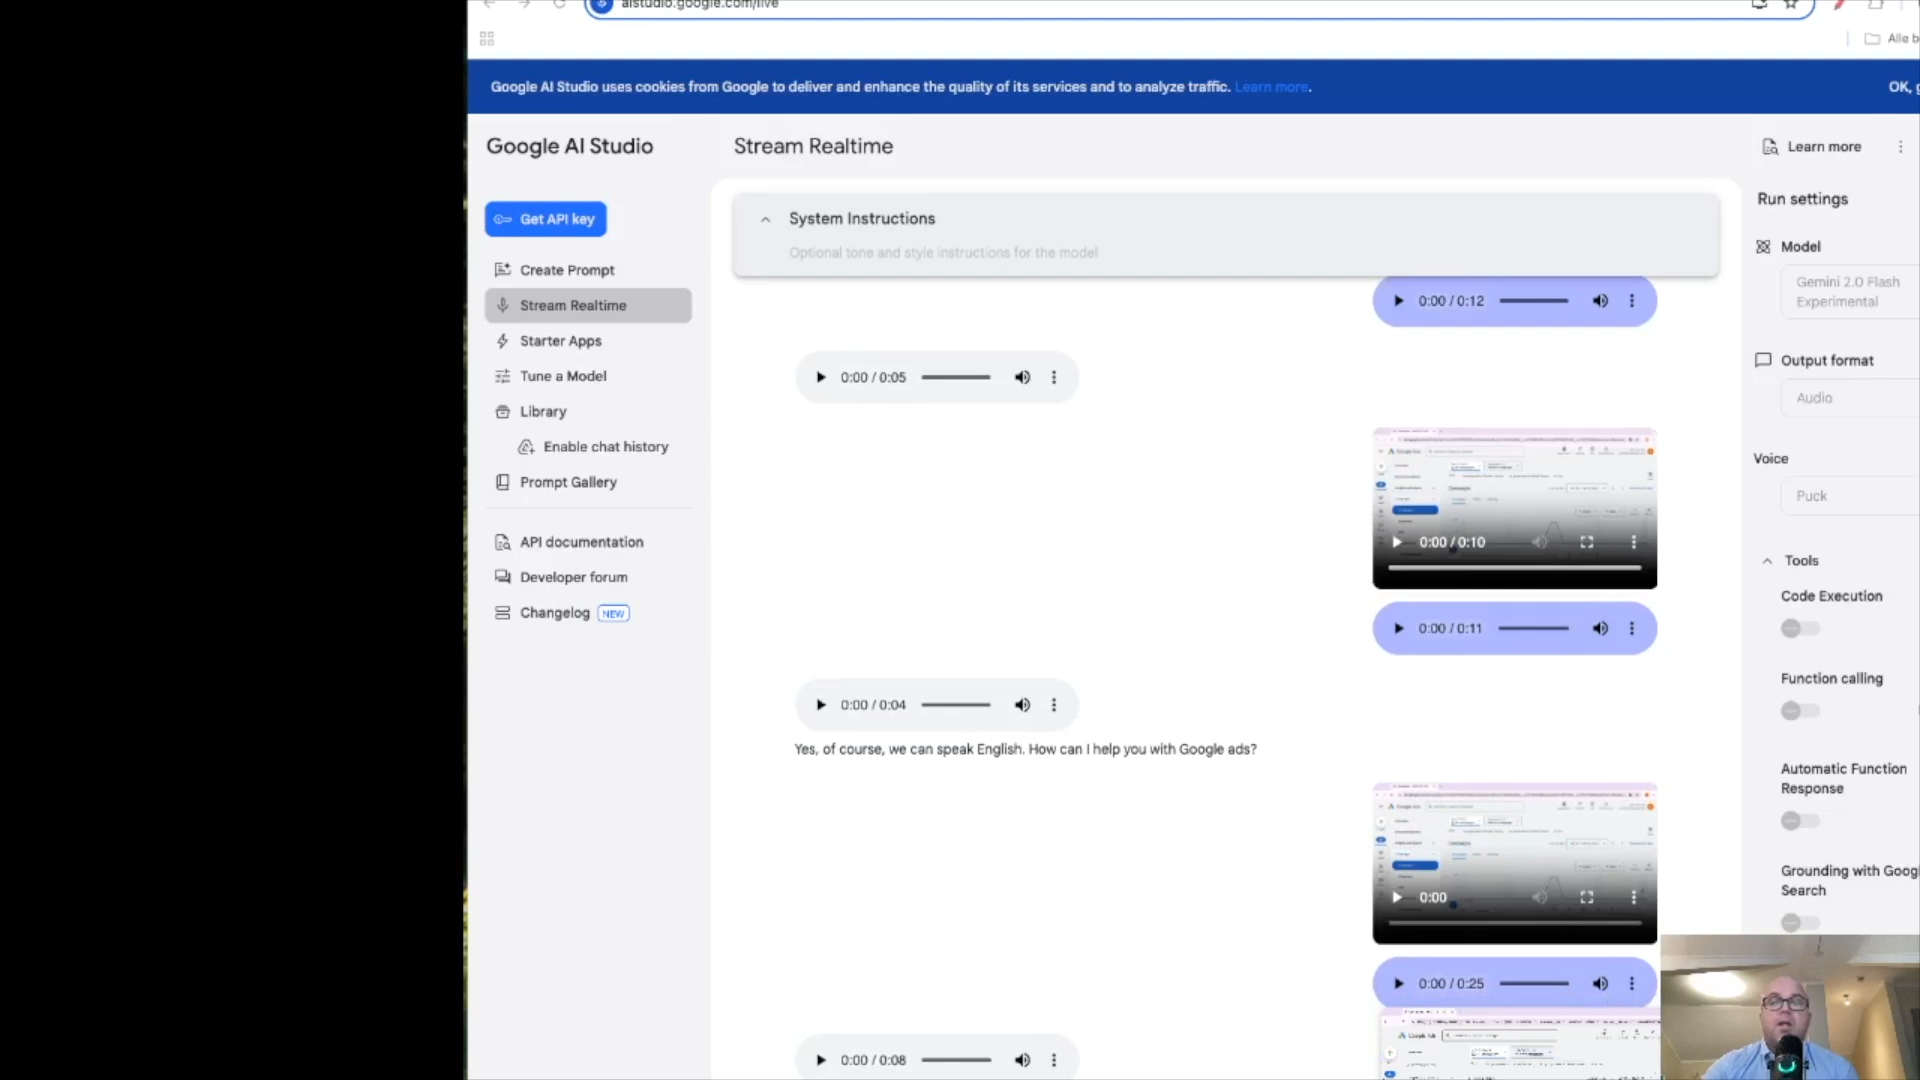 aistudio.google.com/live
Alle b
Google AI Studio uses cookies from Google to deliver and enhance the quality of its services and to analyze traffic. Learn more.
OK, g
Google AI Studio
Stream Realtime
Learn more
Get API key
Create Prompt
Stream Realtime
Starter Apps
Tune a Model
Library
Enable chat history
Prompt Gallery
API documentation
Developer forum
Changelog NEW
System Instructions
Optional tone and style instructions for the model
0:00 / 0:12
0:00 / 0:05
0:00 / 0:10
0:00 / 0:11
0:00 / 0:04
Yes, of course, we can speak English. How can I help you with Google ads?
0:00
0:00 / 0:25
0:00 / 0:08
Run settings
Model
Gemini 2.0 Flash
Experimental
Output format
Audio
Voice
Puck
Tools
Code Execution
Function calling
Automatic Function
Response
Grounding with Googl
Search